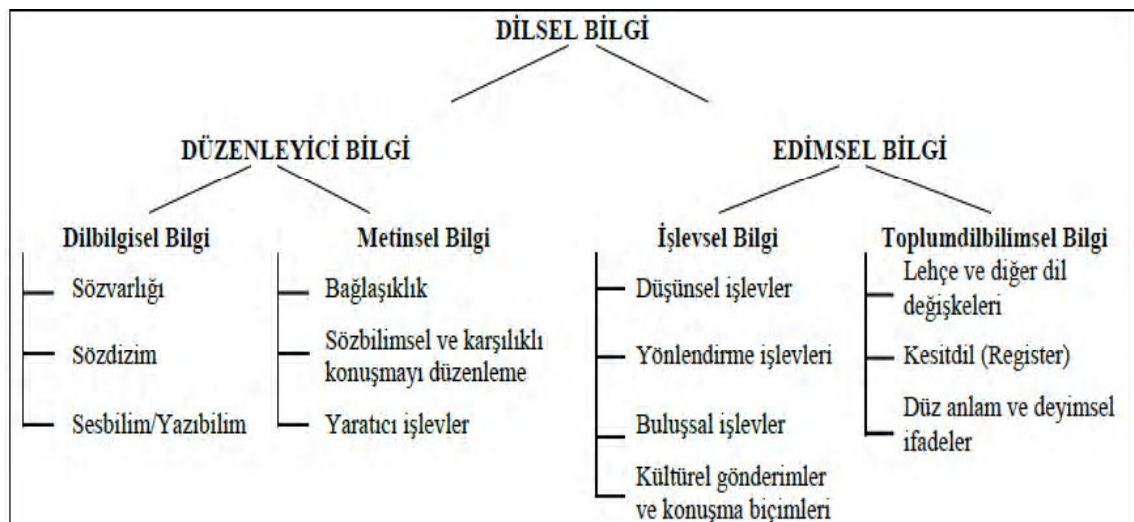 DİLSEL BİLGİ
DÜZENLEYİCİ BİLGİ
EDİMSEL BİLGİ
Dilbilgisel Bilgi
Sözvarlığı
Sözdizim
Sesbilim/Yazıbilim
Metinsel Bilgi
Bağlaşıklık
Sözbilimsel ve karşılıklı
konuşmayı düzenleme
Yaratıcı işlevler
İşlevsel Bilgi
Düşünsel işlevler
Yönlendirme işlevleri
Buluşsal işlevler
Kültürel gönderimler
ve konuşma biçimleri
Toplumdilbilimsel Bilgi
Lehçe ve diğer dil
değişkeleri
Kesitdil (Register)
Düz anlam ve deyimsel
ifadeler